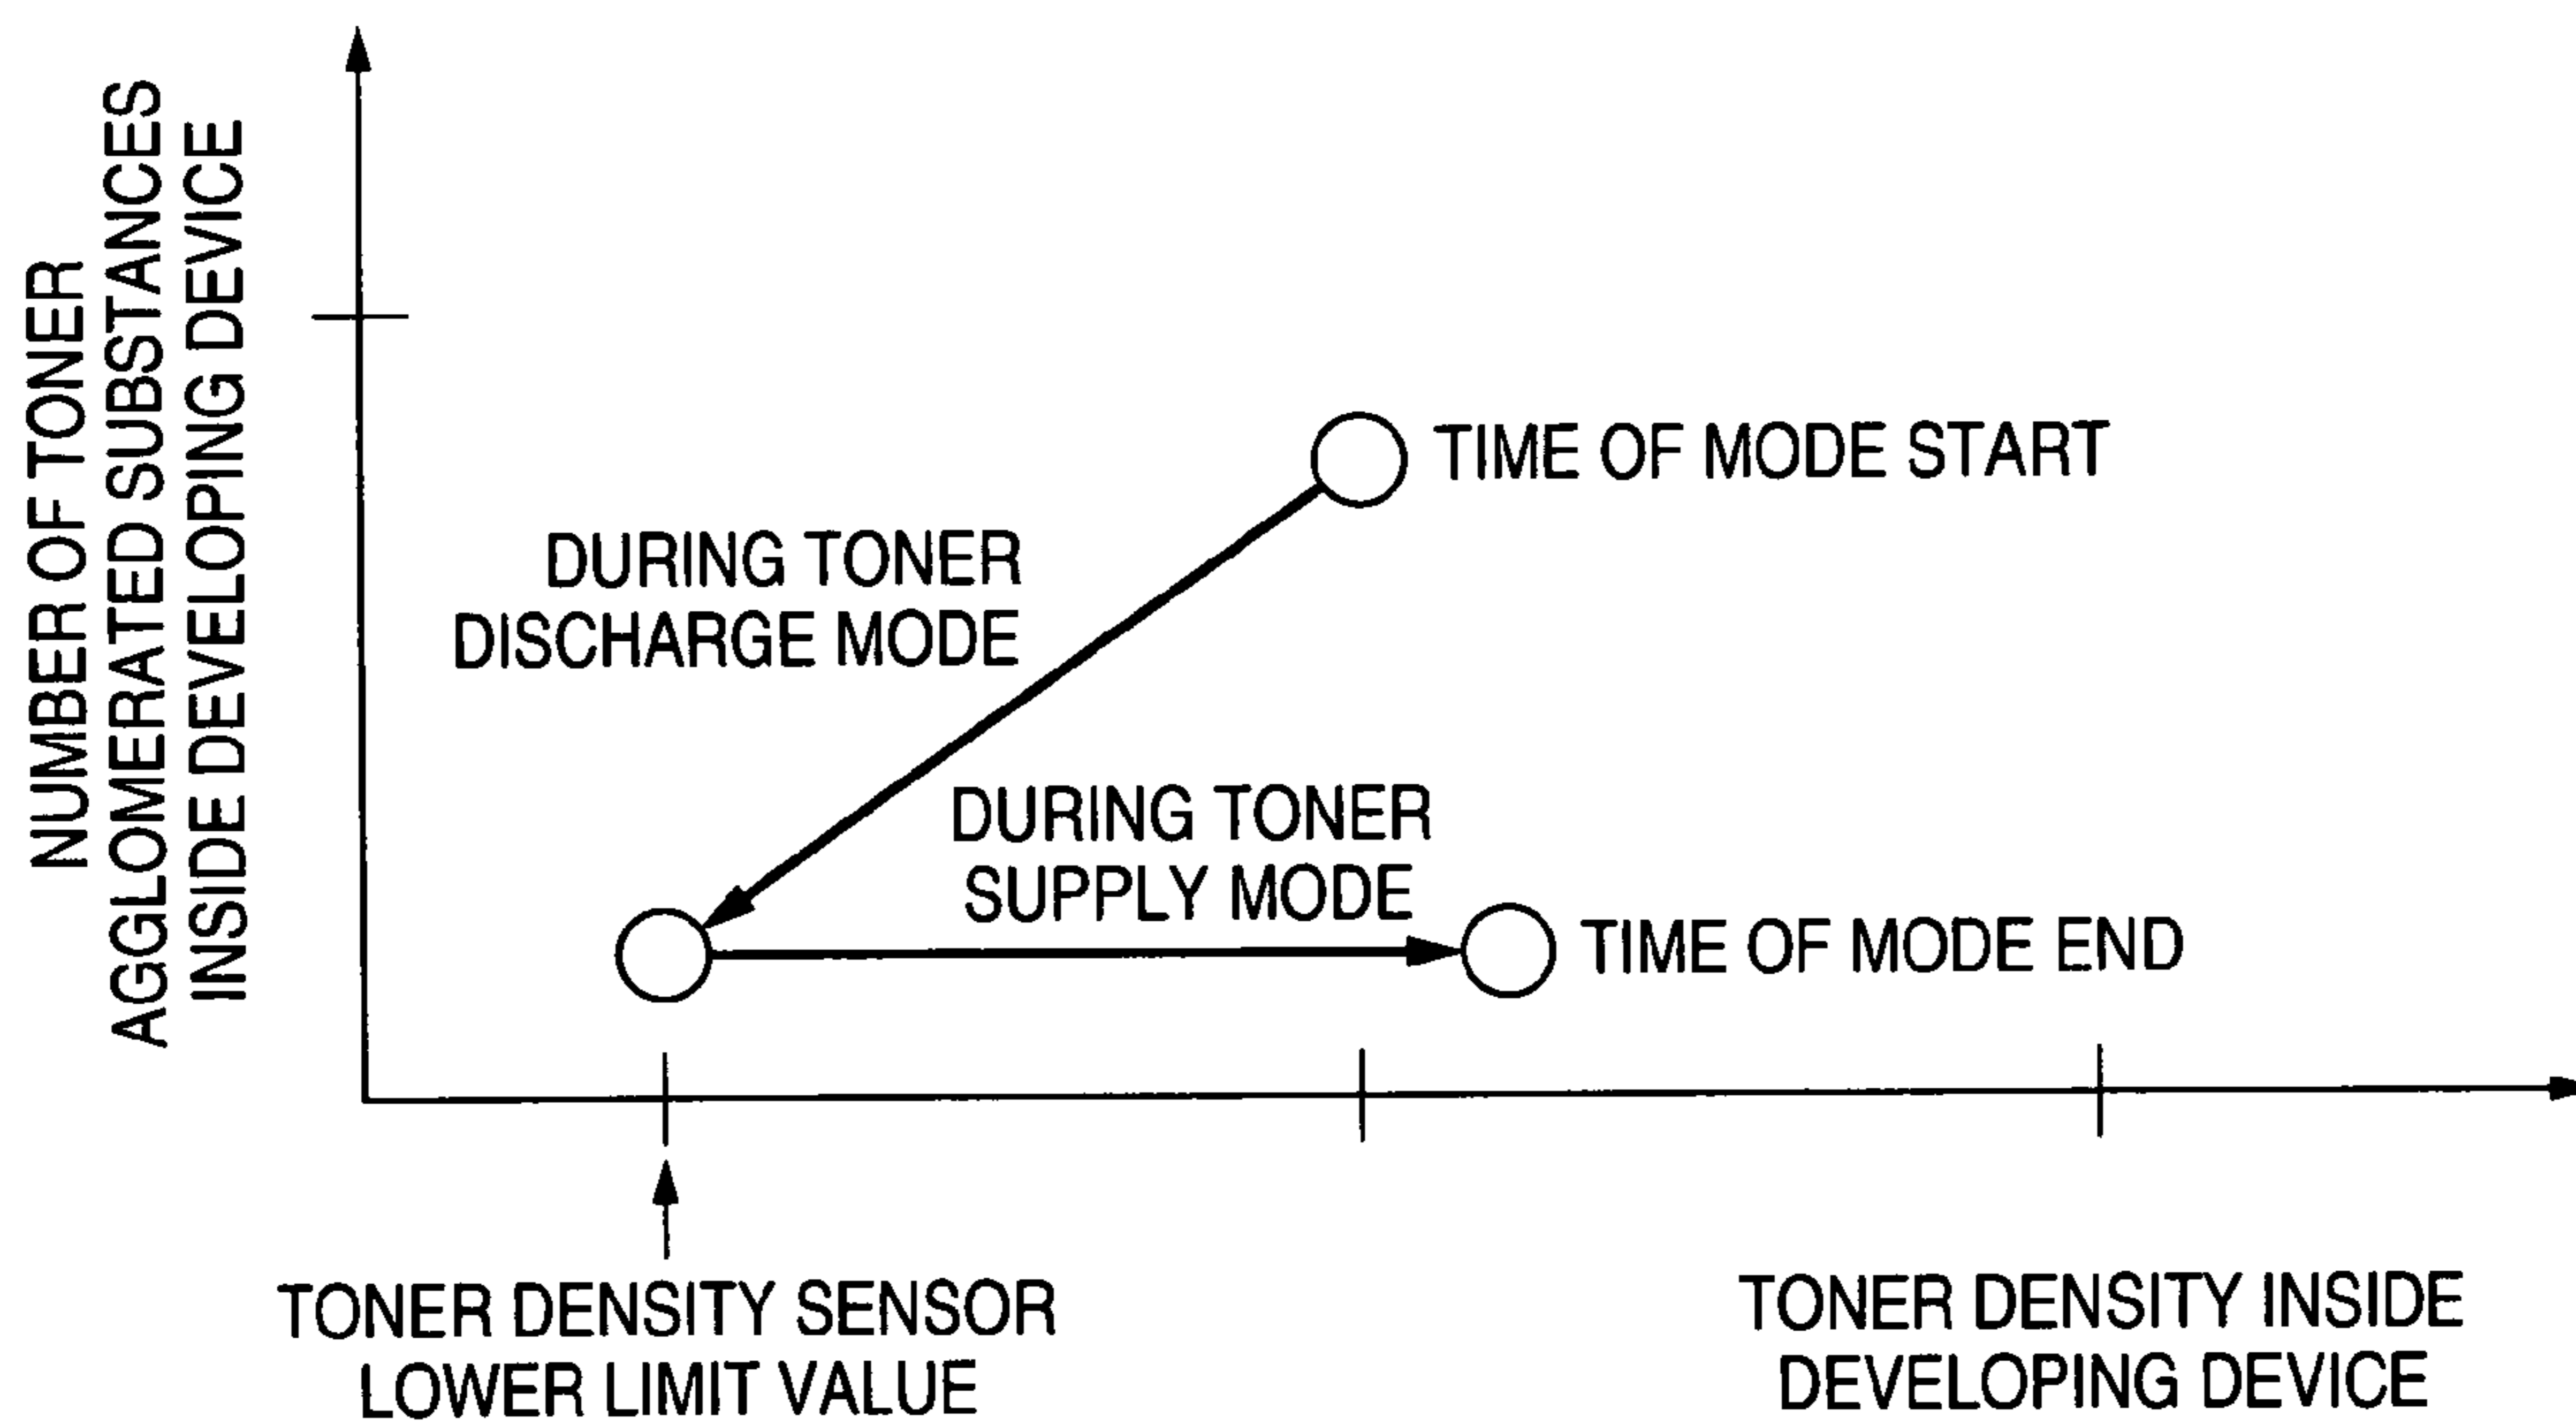 NUMBER OF TONER
AGGLOMERATED SUBSTANCES
INSIDE DEVELOPING DEVICE
TIME OF MODE START
DURING TONER
DISCHARGE MODE
DURING TONER
SUPPLY MODE
TIME OF MODE END
TONER DENSITY SENSOR
LOWER LIMIT VALUE
TONER DENSITY INSIDE
DEVELOPING DEVICE